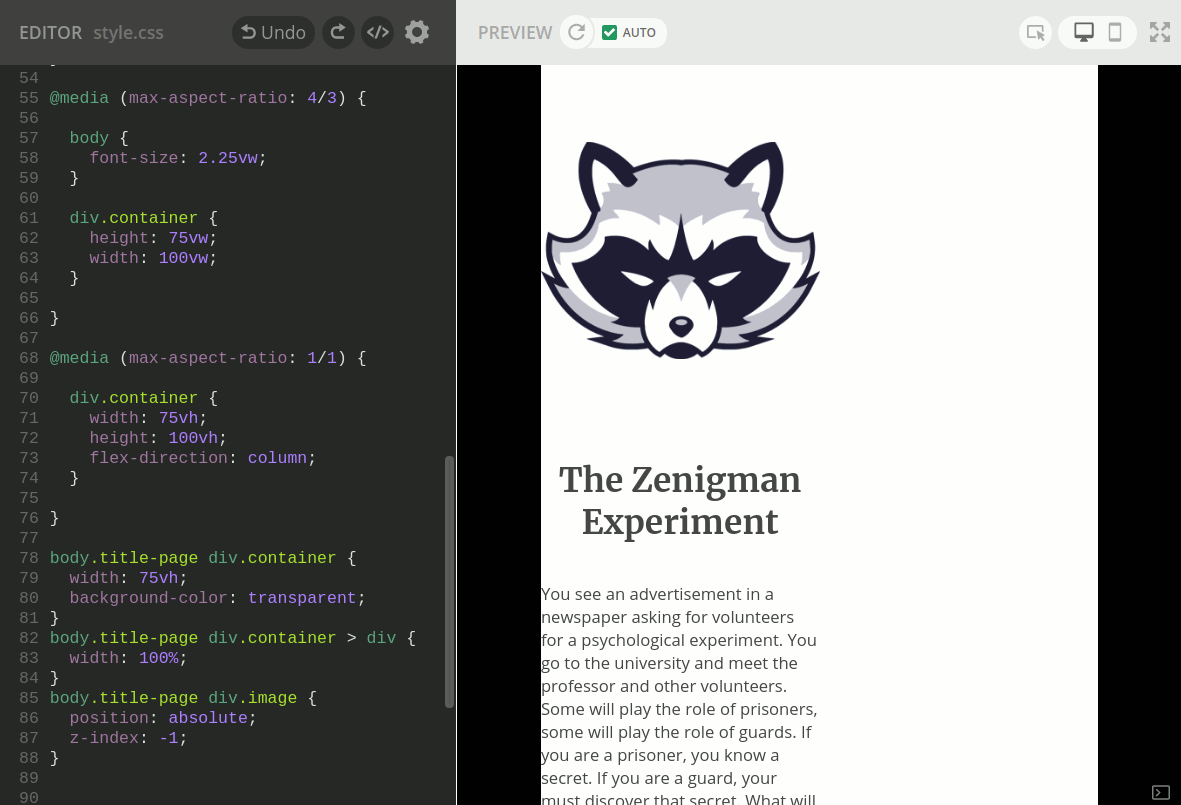 EDITOR style.css
Undo
PREVIEW
AUTO
}
54
55 @media (max-aspect-ratio: 4/3) {
56
57   body {
58     font-size: 2.25vw;
59   }
60
61   div.container {
62     height: 75vw;
63     width: 100vw;
64   }
65
66 }
67
68 @media (max-aspect-ratio: 1/1) {
69
70   div.container {
71     width: 75vh;
72     height: 100vh;
73     flex-direction: column;
74   }
75
76 }
77
78 body.title-page div.container {
79   width: 75vh;
80   background-color: transparent;
81 }
82 body.title-page div.container > div {
83   width: 100%;
84 }
85 body.title-page div.image {
86   position: absolute;
87   z-index: -1;
88 }
89
90
The Zenigman
Experiment
You see an advertisement in a
newspaper asking for volunteers
for a psychological experiment. You
go to the university and meet the
professor and other volunteers.
Some will play the role of prisoners,
some will play the role of guards. If
you are a prisoner, you know a
secret. If you are a guard, your
must discover that secret. What will